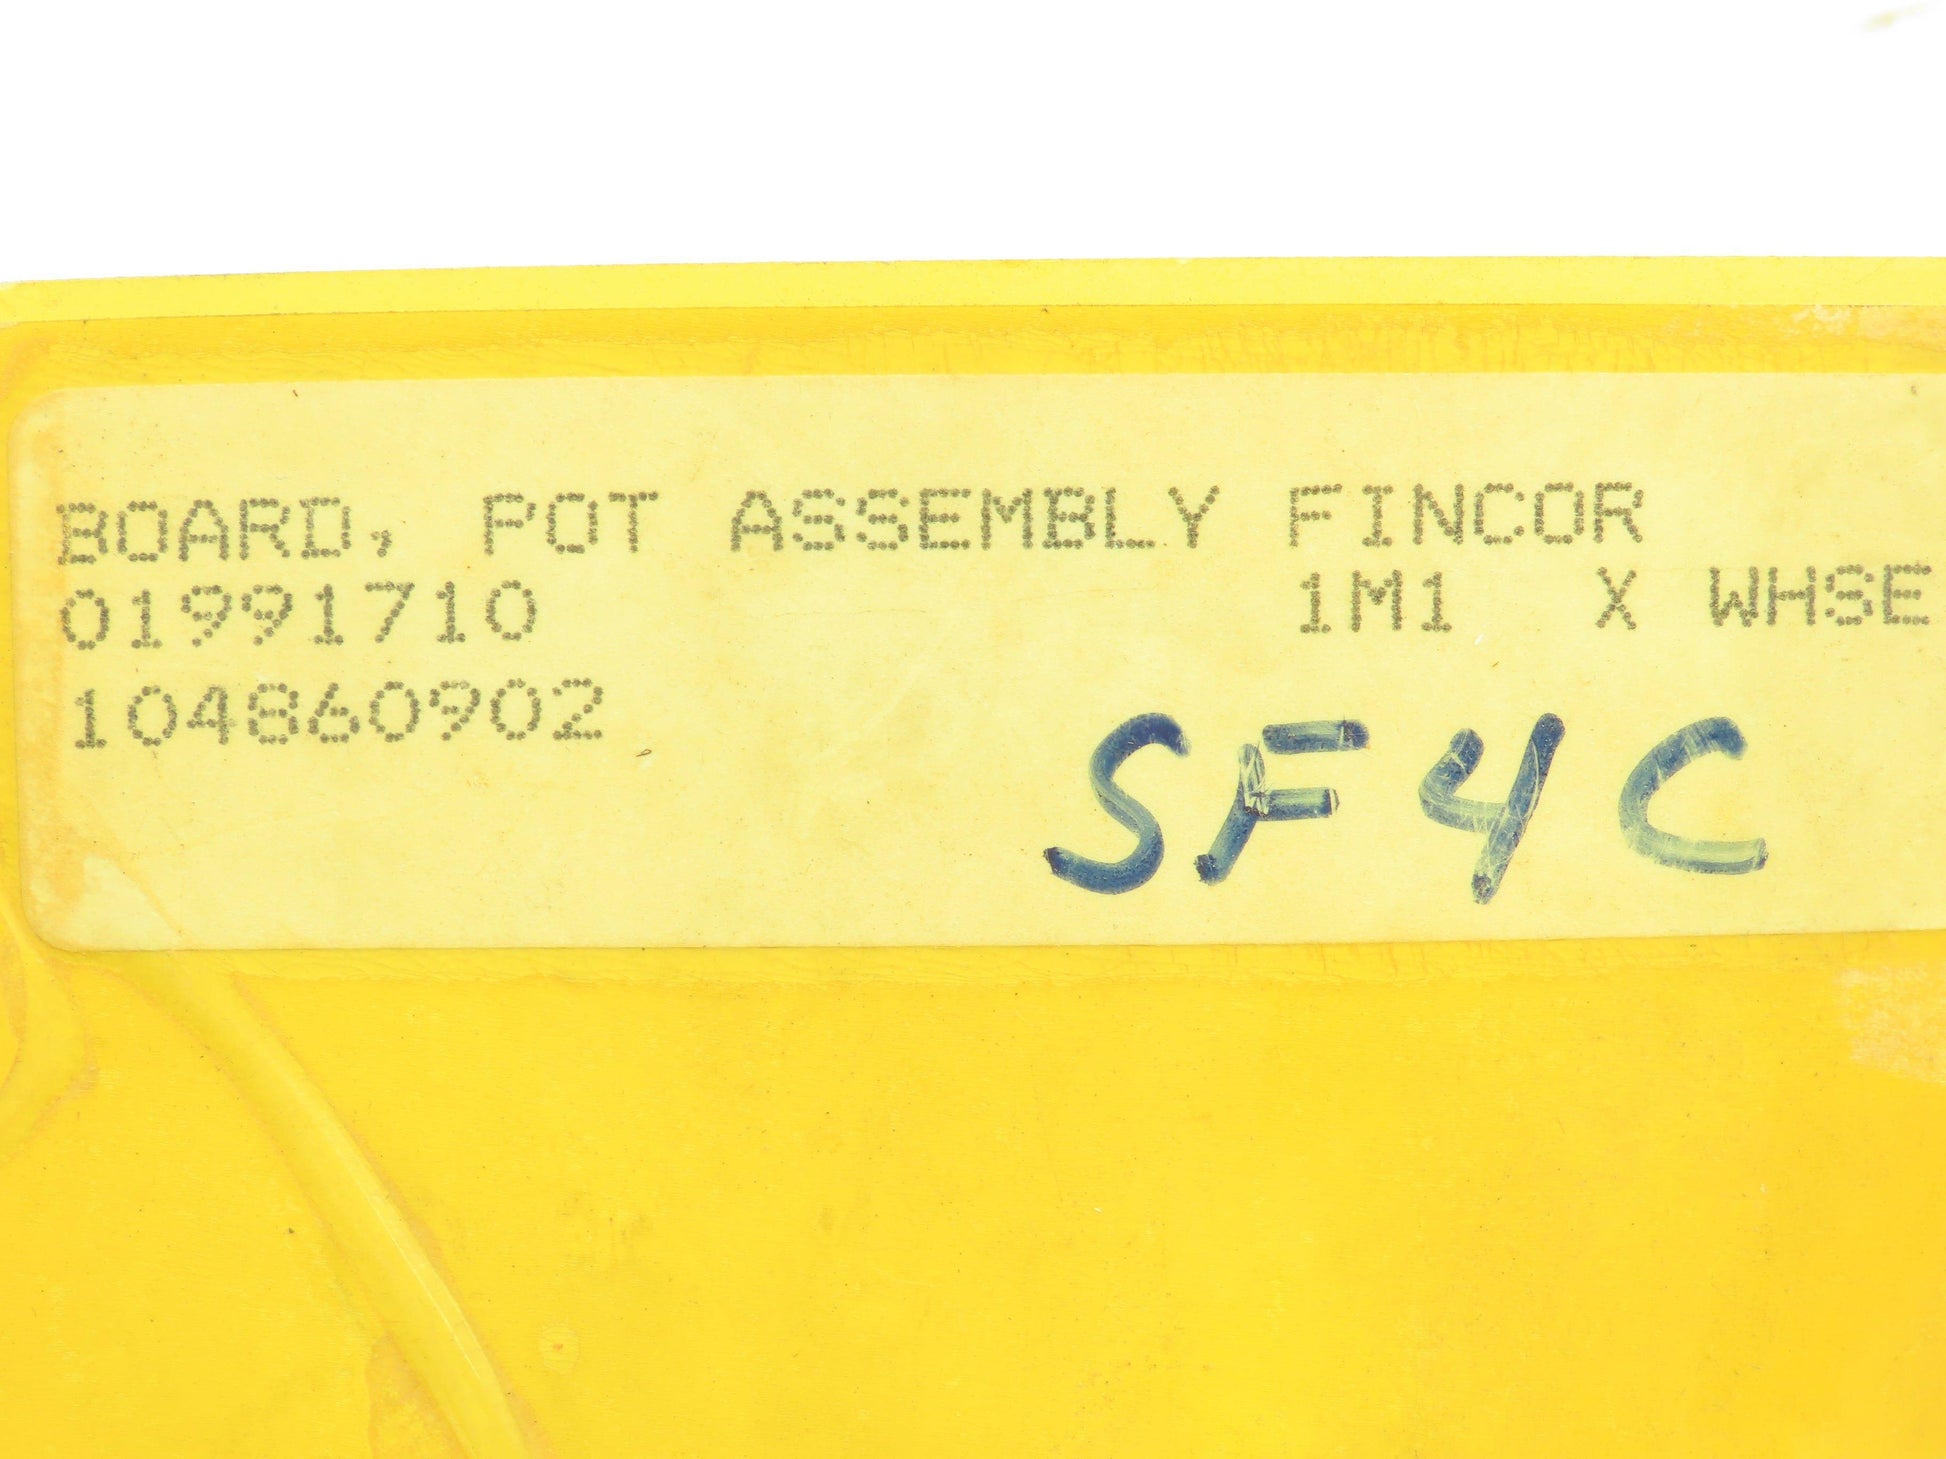 BOARD, POT ASSEMBLY FINCOR
01991710 1M1 X WHSE
104860902
SF4C